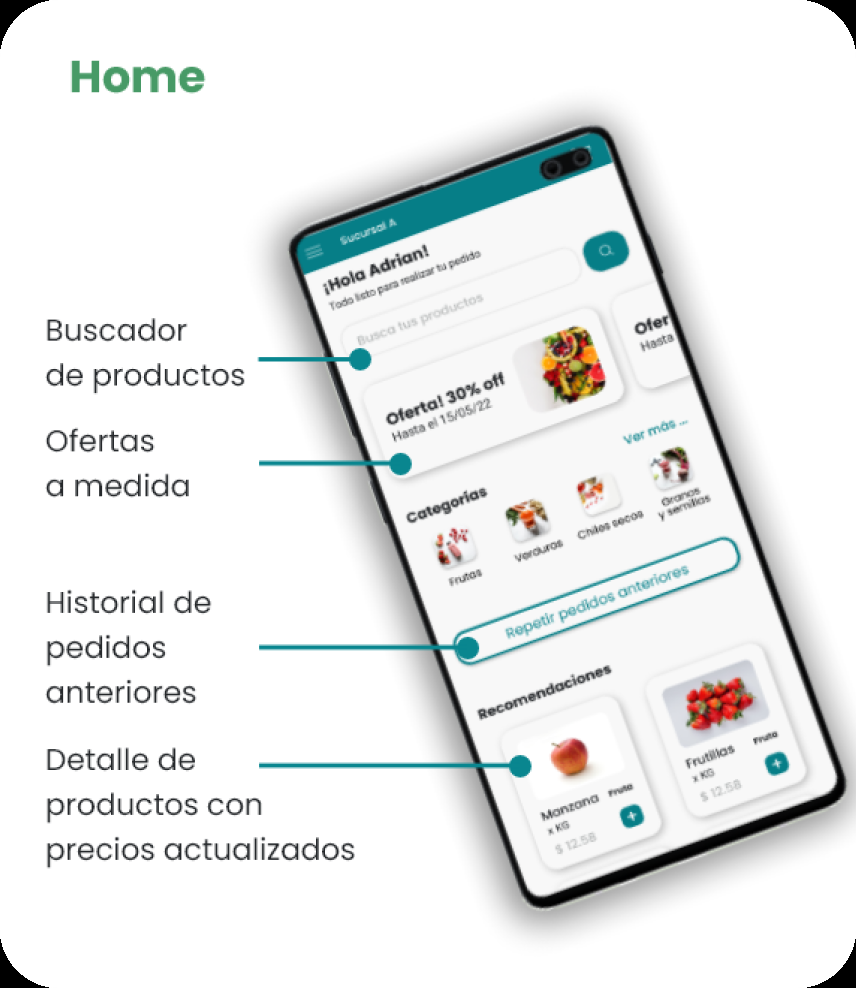 Home
Sucursal A
¡Hola Adrian!
Todo listo para realizar tu pedido
Busca tus productos
Oferta! 30% off
Hasta el 15/05/22
Ofer
Hasta
Ver más ...
Categorías
Frutas
Verduras
Chiles secos
Granos
y semillas
Repetir pedidos anteriores
Recomendaciones
Manzana
Fruta
x KG
$ 12.58
Frutillas
Fruta
x KG
$ 12.58
Buscador
de productos
Ofertas
a medida
Historial de
pedidos
anteriores
Detalle de
productos con
precios actualizados